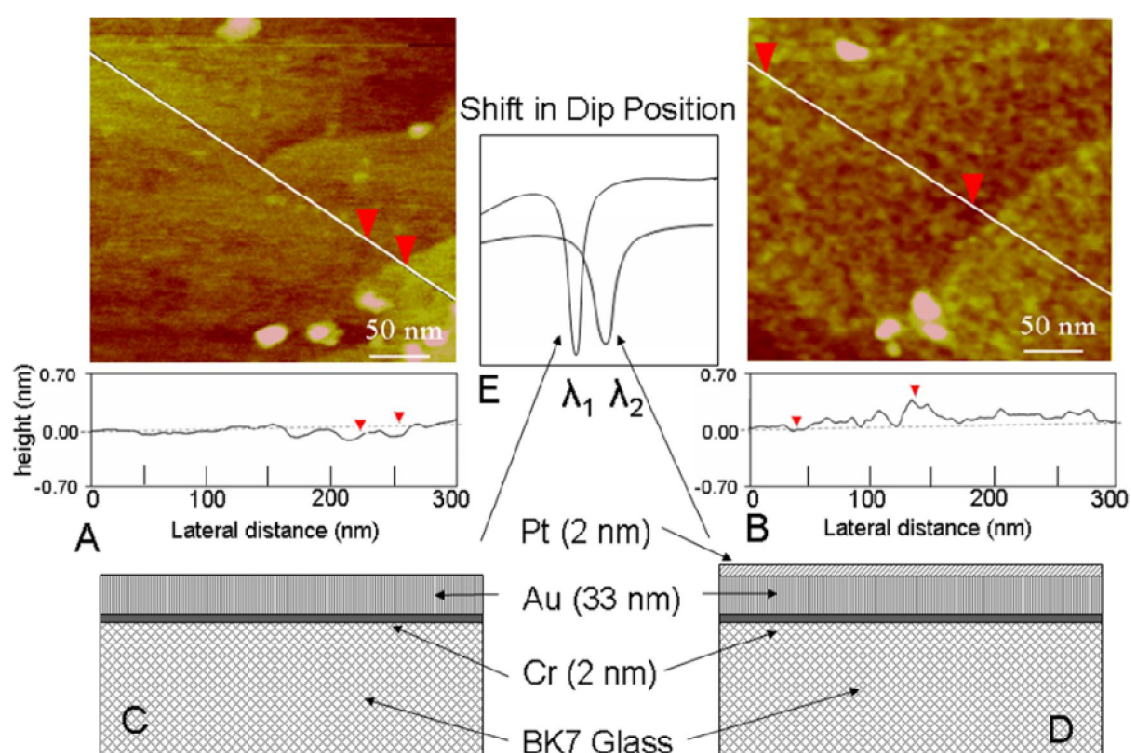 Shift in Dip Position
50 nm
50 nm
E
λ1 λ2
height (nm)
0.70
0.00
-0.70
0 100 200 300
Lateral distance (nm)
A
0.70
0.00
-0.70
0 100 200 300
Lateral distance (nm)
B
Pt (2 nm)
Au (33 nm)
Cr (2 nm)
BK7 Glass
C
D